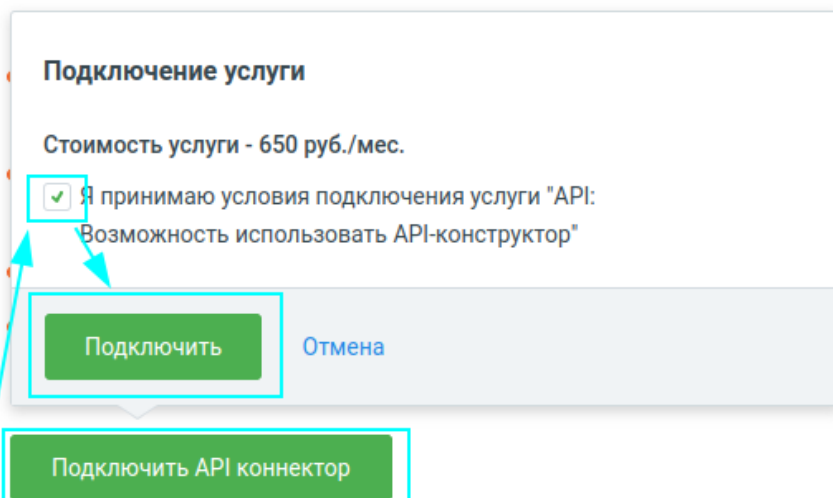 Подключение услуги
Стоимость услуги - 650 руб./мес.
Я принимаю условия подключения услуги "API:
Возможность использовать API-конструктор"
Подключить
Отмена
Подключить API коннектор